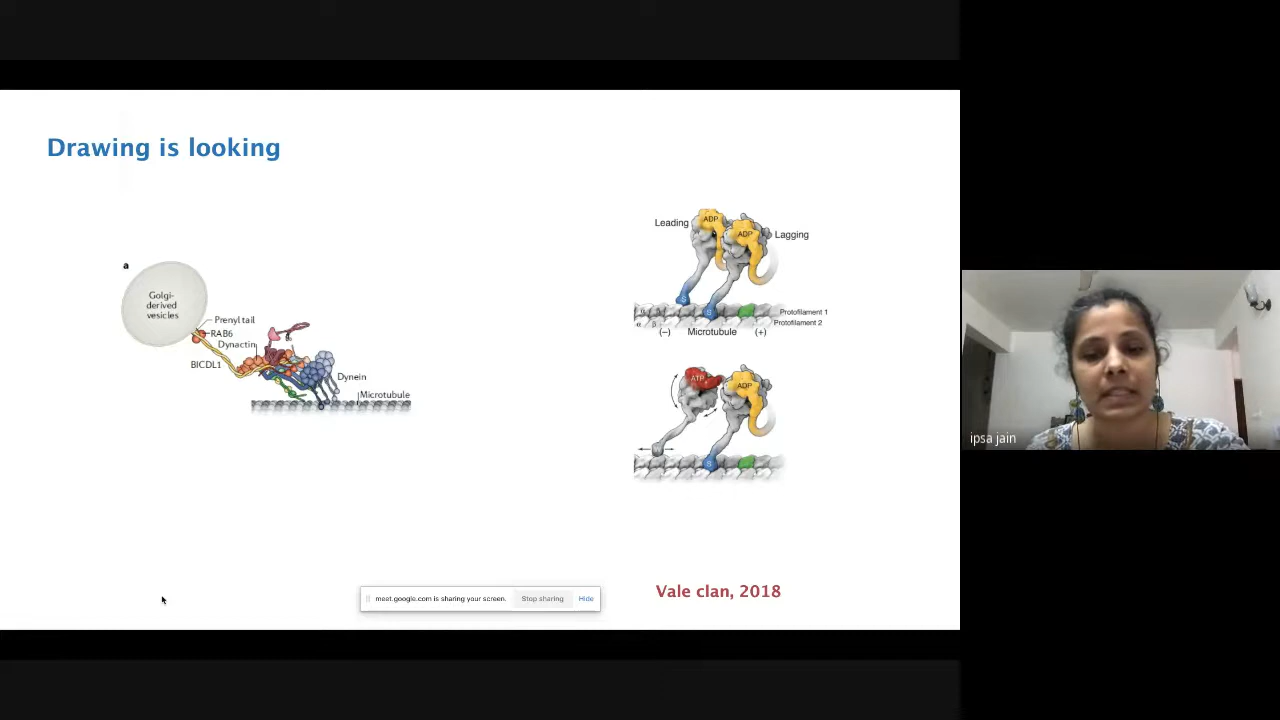 Drawing is looking
a
Golgi-
derived
vesicles
Prenyl tail
RAB6
Dynactin
BICDL1
Dynein
Microtubule
ADP
Leading
ADP
Lagging
S
S
Protofilament 1
α β
Protofilament 2
(–) Microtubule (+)
ATP
ADP
S
Vale clan, 2018
meet.google.com is sharing your screen. Stop sharing Hide
ipsa jain